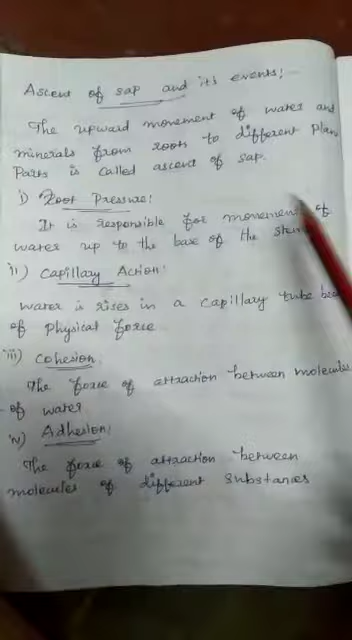 Ascent of sap and its events:-
The upward movement of water and
minerals from roots to different plan
Parts is called ascent of sap.
i) Root Pressure:
It is responsible for movement of
water up to the base of the stem
ii) Capillary Action:
Water is rises in a capillary tube bec
of physical force
iii) Cohesion
The force of attraction between molecules
of water
iv) Adhesion:
The force of attraction between
molecules of different substances